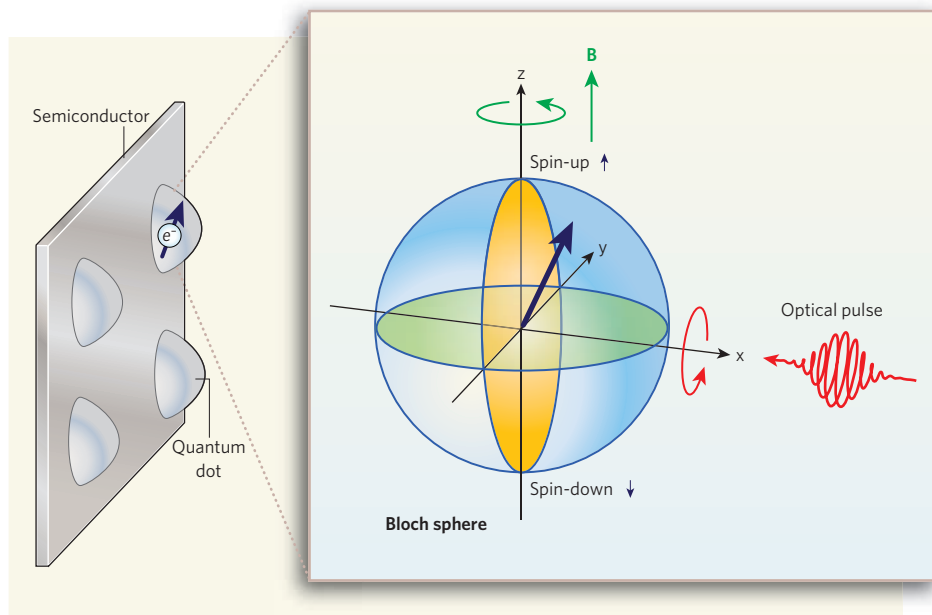 Semiconductor
e⁻
Quantum
dot
B
z
Spin-up ↑
y
Optical pulse
x
Spin-down ↓
Bloch sphere